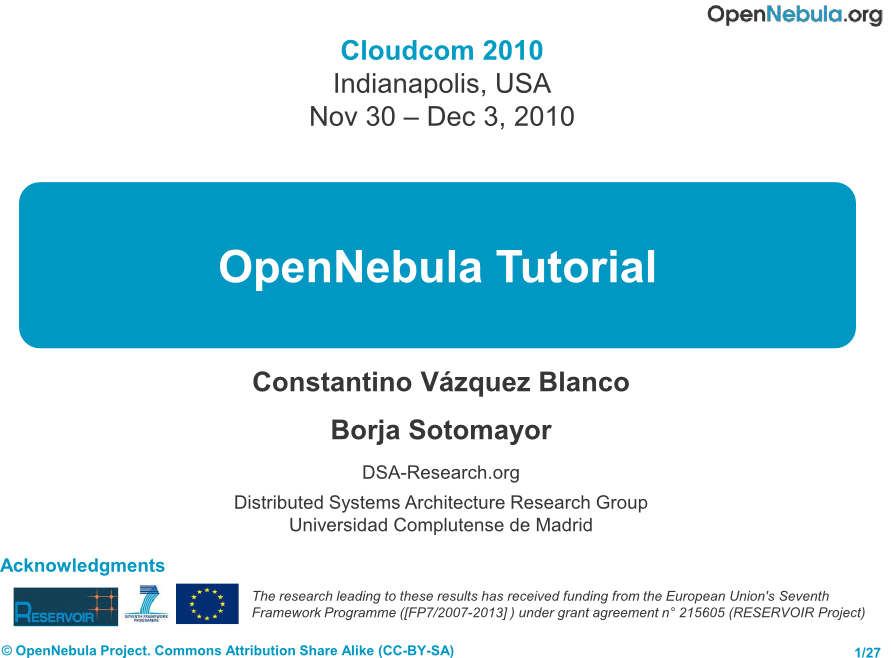 OpenNebula.org
Cloudcom 2010
Indianapolis, USA
Nov 30 – Dec 3, 2010
OpenNebula Tutorial
Constantino Vázquez Blanco
Borja Sotomayor
DSA-Research.org
Distributed Systems Architecture Research Group
Universidad Complutense de Madrid
Acknowledgments
RESERVOIR
SEVENTH FRAMEWORK
PROGRAMME
The research leading to these results has received funding from the European Union's Seventh
Framework Programme ([FP7/2007-2013] ) under grant agreement n° 215605 (RESERVOIR Project)
© OpenNebula Project. Commons Attribution Share Alike (CC-BY-SA)
1/27